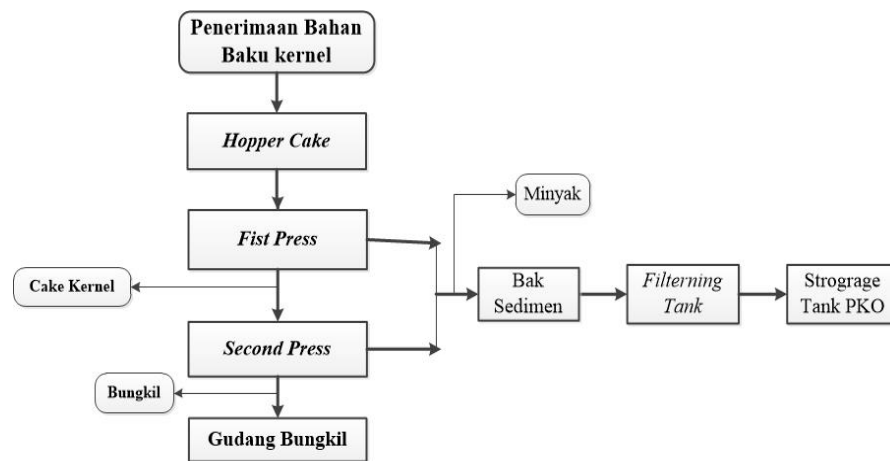 Penerimaan Bahan
Baku kernel
Hopper Cake
Minyak
Fist Press
Cake Kernel
Bak
Sedimen
Filterning
Tank
Strograge
Tank PKO
Second Press
Bungkil
Gudang Bungkil